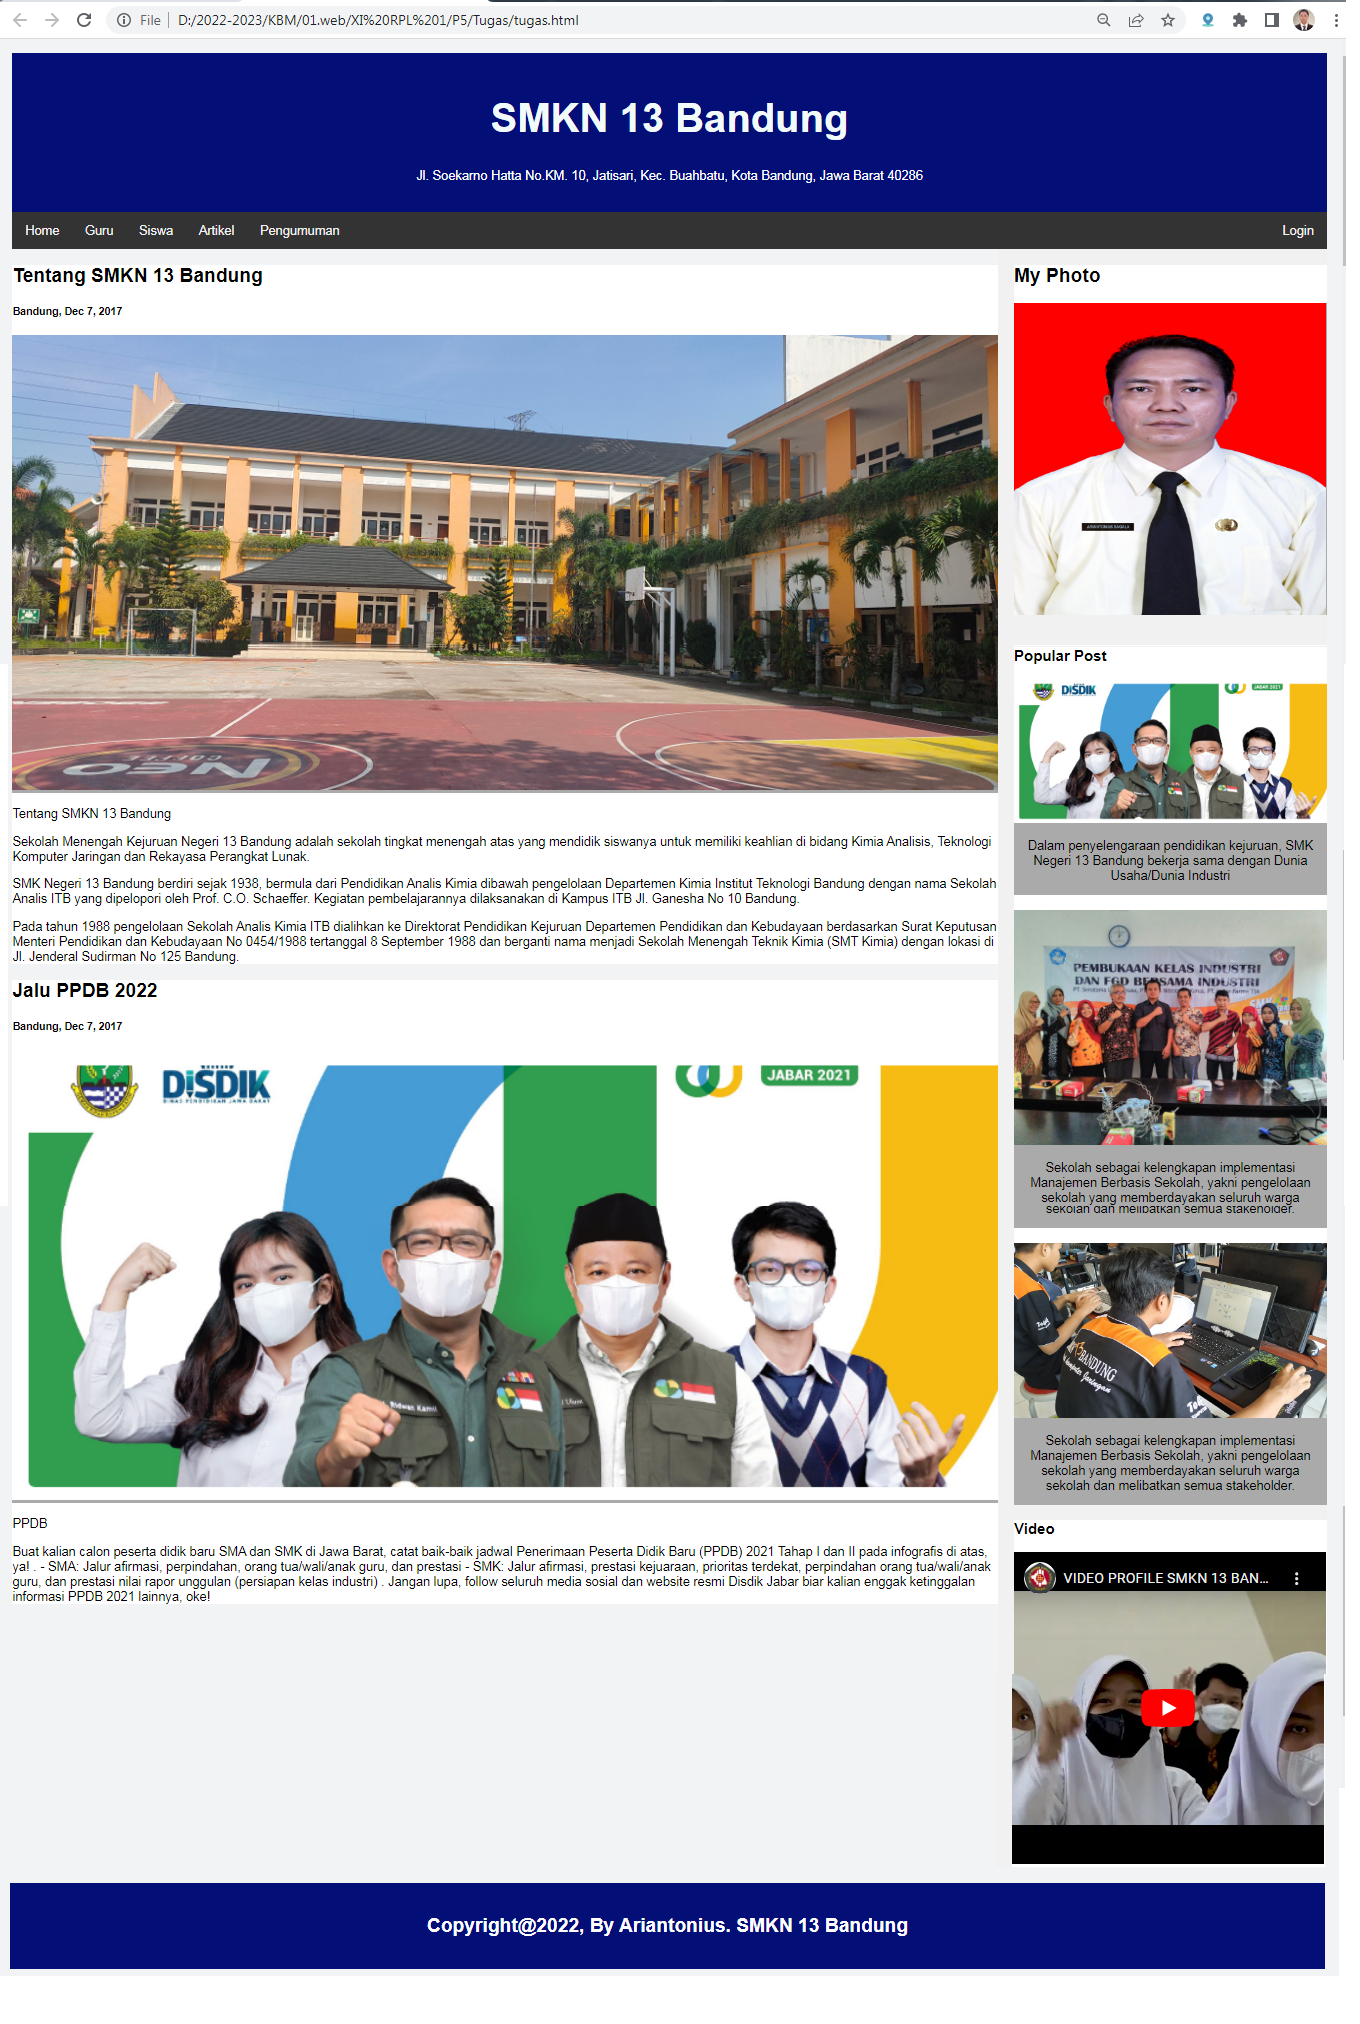 File | D:/2022-2023/KBM/01.web/XI%20RPL%201/P5/Tugas/tugas.html
SMKN 13 Bandung
Jl. Soekarno Hatta No.KM. 10, Jatisari, Kec. Buahbatu, Kota Bandung, Jawa Barat 40286
Home Guru Siswa Artikel Pengumuman Login
Tentang SMKN 13 Bandung
Bandung, Dec 7, 2017
NEO
Tentang SMKN 13 Bandung
Sekolah Menengah Kejuruan Negeri 13 Bandung adalah sekolah tingkat menengah atas yang mendidik siswanya untuk memiliki keahlian di bidang Kimia Analisis, Teknologi
Komputer Jaringan dan Rekayasa Perangkat Lunak.
SMK Negeri 13 Bandung berdiri sejak 1938, bermula dari Pendidikan Analis Kimia dibawah pengelolaan Departemen Kimia Institut Teknologi Bandung dengan nama Sekolah
Analis ITB yang dipelopori oleh Prof. C.O. Schaeffer. Kegiatan pembelajarannya dilaksanakan di Kampus ITB Jl. Ganesha No 10 Bandung.
Pada tahun 1988 pengelolaan Sekolah Analis Kimia ITB dialihkan ke Direktorat Pendidikan Kejuruan Departemen Pendidikan dan Kebudayaan berdasarkan Surat Keputusan
Menteri Pendidikan dan Kebudayaan No 0454/1988 tertanggal 8 September 1988 dan berganti nama menjadi Sekolah Menengah Teknik Kimia (SMT Kimia) dengan lokasi di
Jl. Jenderal Sudirman No 125 Bandung.
Jalu PPDB 2022
Bandung, Dec 7, 2017
DiSDIK
DINAS PENDIDIKAN JAWA BARAT
JABAR 2021
Ridwan Kamil
PPDB
Buat kalian calon peserta didik baru SMA dan SMK di Jawa Barat, catat baik-baik jadwal Penerimaan Peserta Didik Baru (PPDB) 2021 Tahap I dan II pada infografis di atas,
ya! . - SMA: Jalur afirmasi, perpindahan, orang tua/wali/anak guru, dan prestasi - SMK: Jalur afirmasi, prestasi kejuaraan, prioritas terdekat, perpindahan orang tua/wali/anak
guru, dan prestasi nilai rapor unggulan (persiapan kelas industri) . Jangan lupa, follow seluruh media sosial dan website resmi Disdik Jabar biar kalian enggak ketinggalan
informasi PPDB 2021 lainnya, oke!
My Photo
ARIANTONIUS SAGALA
Popular Post
DiSDIK
JABAR 2021
Dalam penyelengaraan pendidikan kejuruan, SMK
Negeri 13 Bandung bekerja sama dengan Dunia
Usaha/Dunia Industri
PEMBUKAAN KELAS INDUSTRI
DAN FGD BERSAMA INDUSTRI
Sekolah sebagai kelengkapan implementasi
Manajemen Berbasis Sekolah, yakni pengelolaan
sekolah yang memberdayakan seluruh warga
sekolah dan melibatkan semua stakeholder.
BANDUNG
Sekolah sebagai kelengkapan implementasi
Manajemen Berbasis Sekolah, yakni pengelolaan
sekolah yang memberdayakan seluruh warga
sekolah dan melibatkan semua stakeholder.
Video
VIDEO PROFILE SMKN 13 BAN...
Copyright@2022, By Ariantonius. SMKN 13 Bandung